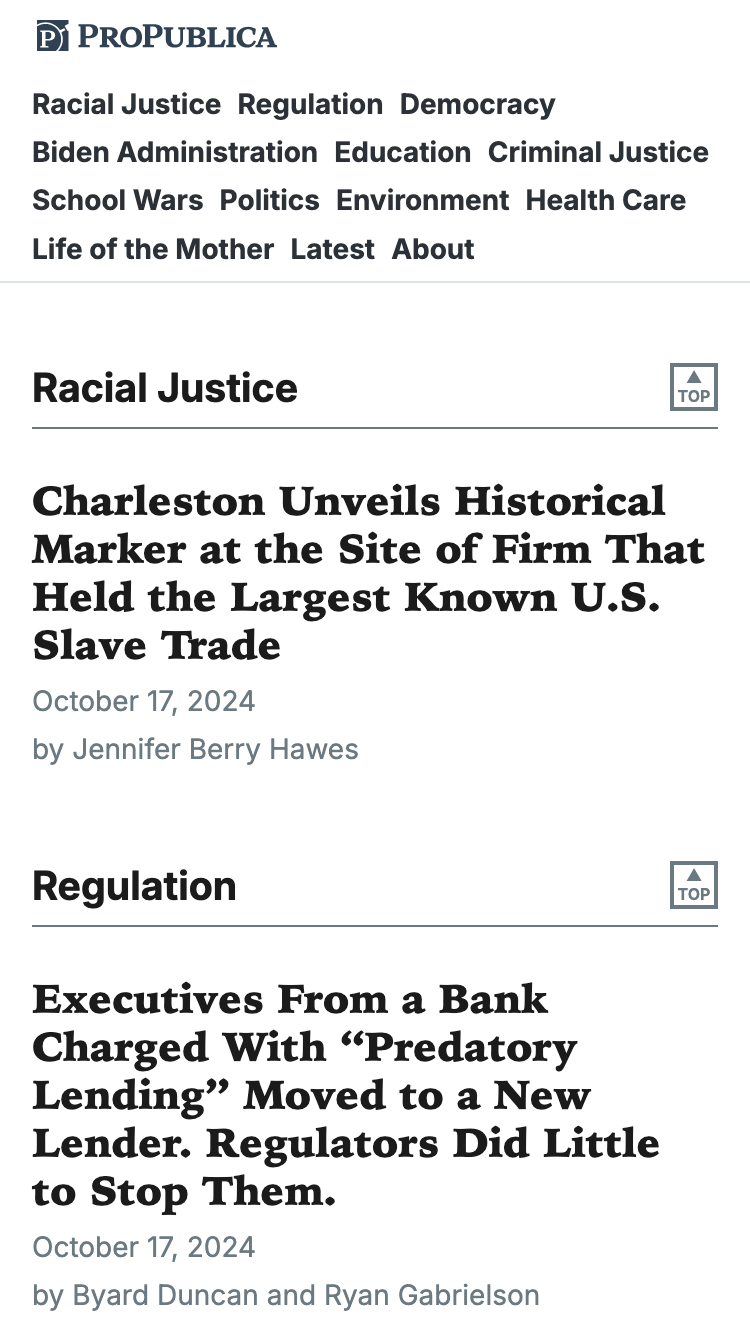 PROPUBLICA
Racial Justice Regulation Democracy
Biden Administration Education Criminal Justice
School Wars Politics Environment Health Care
Life of the Mother Latest About
Racial Justice
TOP
Charleston Unveils Historical
Marker at the Site of Firm That
Held the Largest Known U.S.
Slave Trade
October 17, 2024
by Jennifer Berry Hawes
Regulation
TOP
Executives From a Bank
Charged With “Predatory
Lending” Moved to a New
Lender. Regulators Did Little
to Stop Them.
October 17, 2024
by Byard Duncan and Ryan Gabrielson